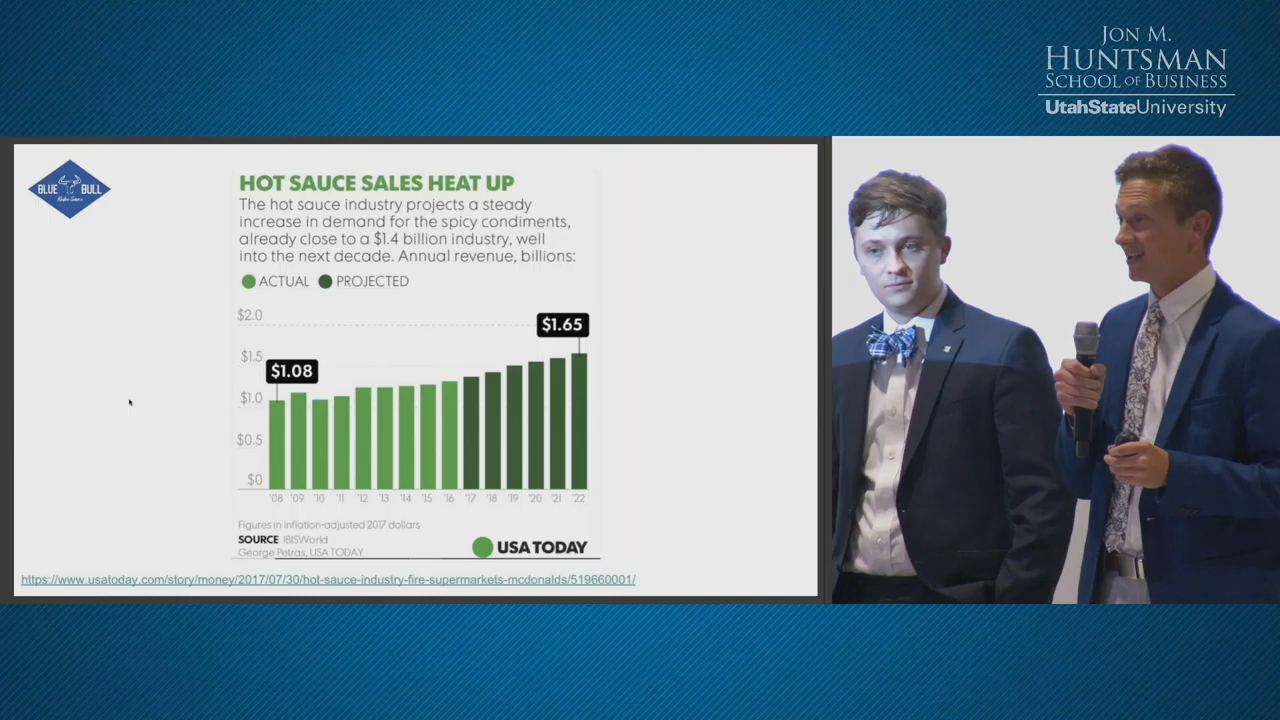 JON M.
HUNTSMAN
SCHOOL OF BUSINESS
UtahStateUniversity
BLUE BULL
Rodeo Sauce
HOT SAUCE SALES HEAT UP
The hot sauce industry projects a steady
increase in demand for the spicy condiments,
already close to a $1.4 billion industry, well
into the next decade. Annual revenue, billions:
ACTUAL PROJECTED
$2.0
$1.65
$1.5
$1.08
$1.0
$0.5
$0
'08 '09 '10 '11 '12 '13 '14 '15 '16 '17 '18 '19 '20 '21 '22
Figures in inflation-adjusted 2017 dollars
SOURCE IBISWorld
George Petras, USA TODAY
USA TODAY
https://www.usatoday.com/story/money/2017/07/30/hot-sauce-industry-fire-supermarkets-mcdonalds/519660001/